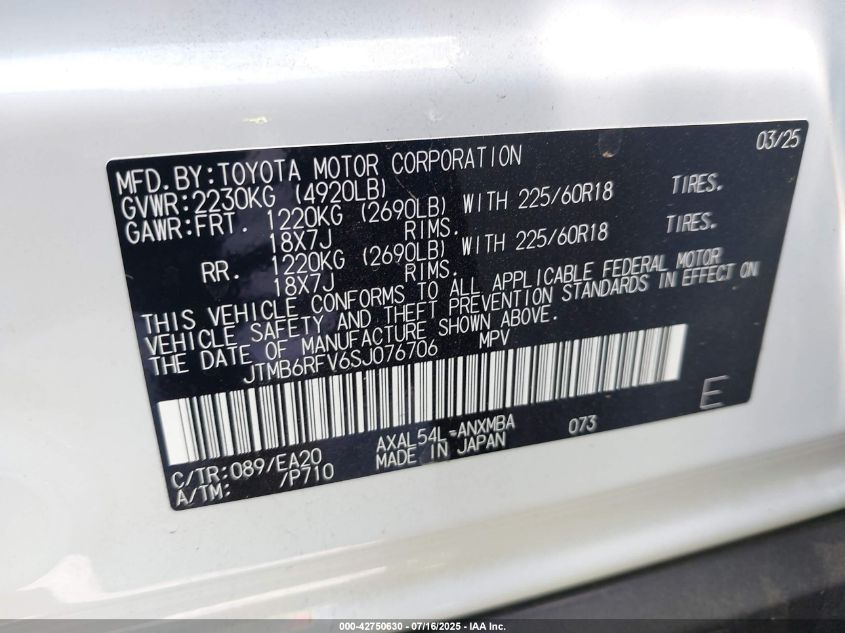 03/25
MFD.BY:TOYOTA MOTOR CORPORATION
GVWR:2230KG (4920LB)
GAWR:FRT. 1220KG (2690LB) WITH 225/60R18 TIRES.
18X7J RIMS.
RR. 1220KG (2690LB) WITH 225/60R18 TIRES.
18X7J RIMS.
THIS VEHICLE CONFORMS TO ALL APPLICABLE FEDERAL MOTOR
VEHICLE SAFETY AND THEFT PREVENTION STANDARDS IN EFFECT ON
THE DATE OF MANUFACTURE SHOWN ABOVE.
JTMB6RFV6SJ076706 MPV
E
C/TR:089/EA20 AXAL54L-ANXMBA 073
A/TM: /P710 MADE IN JAPAN
000-42750630 - 07/16/2025 - IAA Inc.